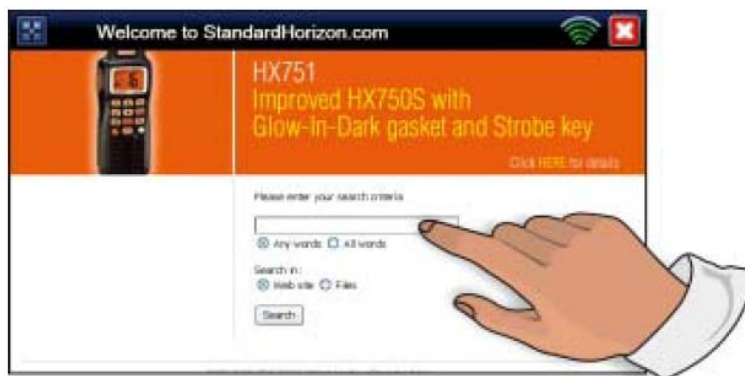 Welcome to StandardHorizon.com
HX751
Improved HX750S with
Glow-In-Dark gasket and Strobe key
Click HERE for details
Please enter your search criteria
Any words All words
Search in:
Web site Files
Search